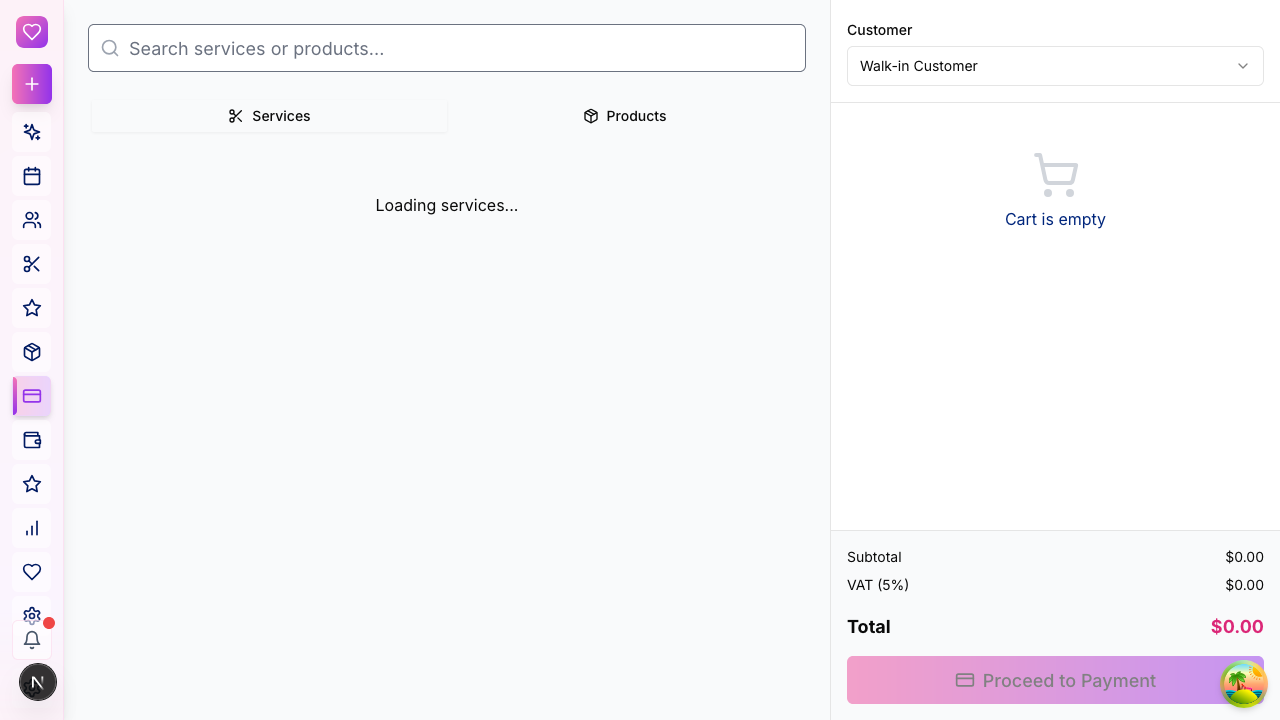 Search services or products...
Services
Products
Loading services...
Customer
Walk-in Customer
Cart is empty
Subtotal
$0.00
VAT (5%)
$0.00
Total
$0.00
Proceed to Payment
N